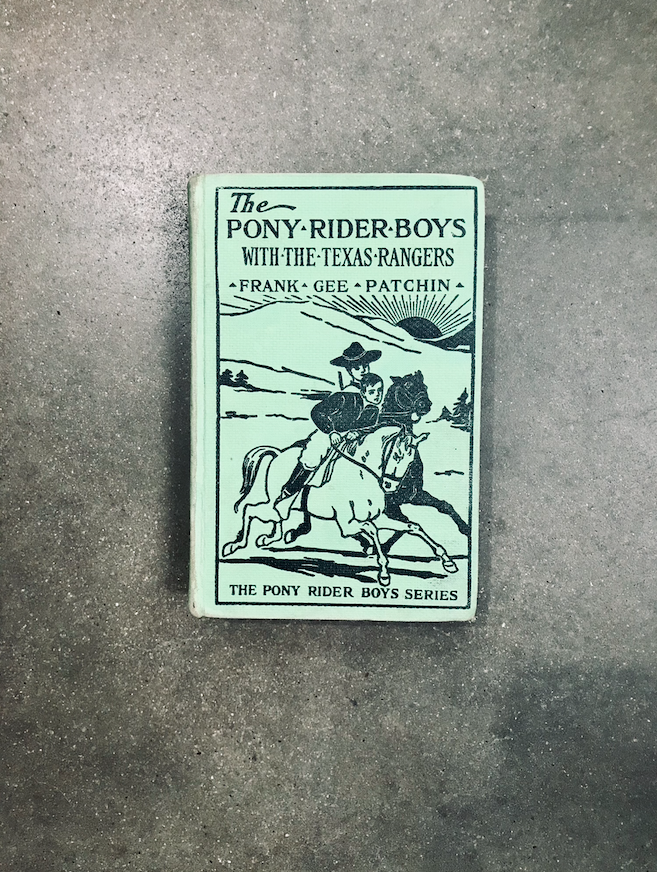 The
PONY·RIDER·BOYS
WITH·THE·TEXAS·RANGERS
FRANK GEE PATCHIN
THE PONY RIDER BOYS SERIES